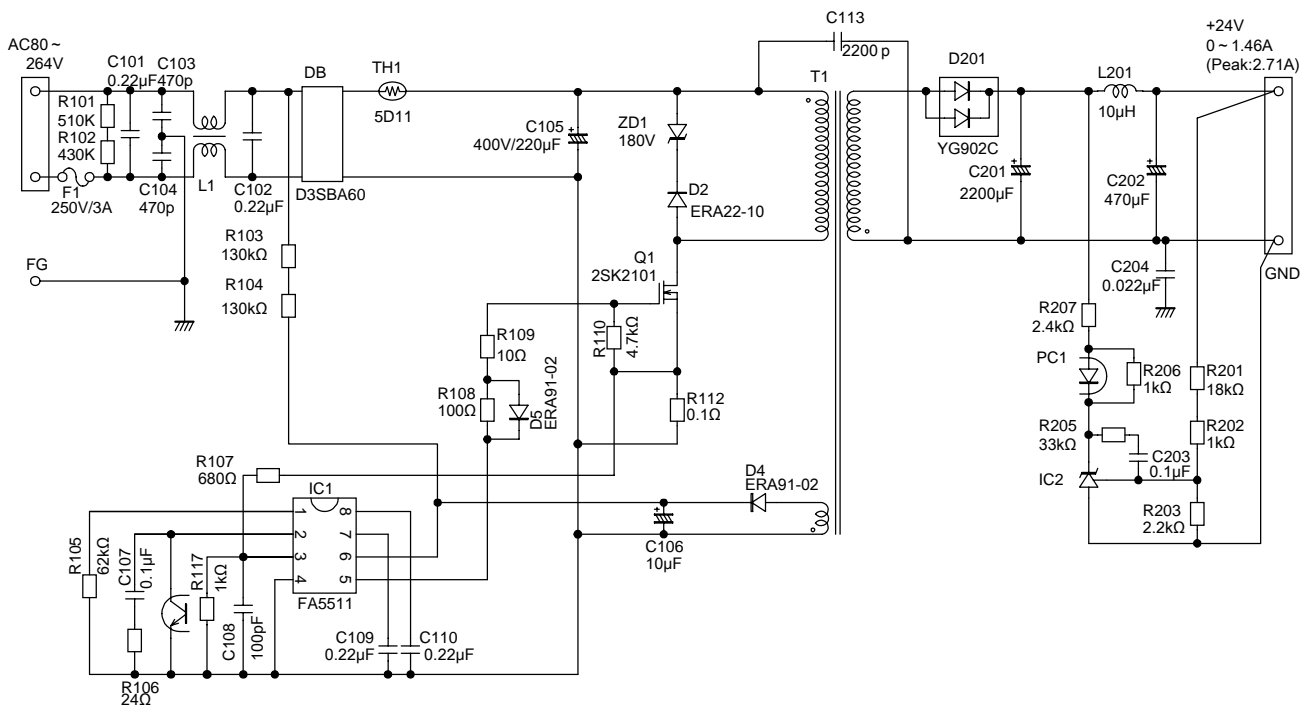 C113
2200 p
+24V
0 ~ 1.46A
(Peak:2.71A)
AC80 ~
264V
C101
0.22µF
C103
470p
DB
TH1
5D11
T1
D201
YG902C
L201
10µH
R101
510K
R102
430K
F1
250V/3A
C104
470p
L1
C102
0.22µF
D3SBA60
C105
400V/220µF
ZD1
180V
D2
ERA22-10
C201
2200µF
C202
470µF
C204
0.022µF
GND
FG
R103
130kΩ
R104
130kΩ
Q1
2SK2101
R109
10Ω
R110
4.7kΩ
R108
100Ω
D5
ERA91-02
R112
0.1Ω
R207
2.4kΩ
PC1
R206
1kΩ
R201
18kΩ
R205
33kΩ
R202
1kΩ
C203
0.1µF
IC2
R203
2.2kΩ
R107
680Ω
D4
ERA91-02
IC1
1
2
3
4
8
7
6
5
FA5511
C106
10µF
R105
62kΩ
C107
0.1µF
R117
1kΩ
C108
100pF
C109
0.22µF
C110
0.22µF
R106
24Ω